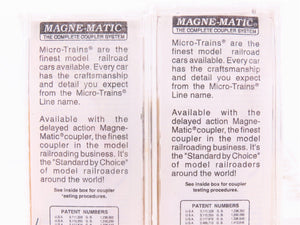 MAGNE-MATIC®
THE COMPLETE COUPLER SYSTEM
Micro-Trains® are the
finest model railroad
cars available. Every car
has the craftsmanship
and detail you expect
from the Micro-Trains®
Line name.
Available with the
delayed action Magne-
Matic® coupler, the finest
coupler in the model
railroading business. It's
the "Standard by Choice"
of model railroaders
around the world!
See inside box for coupler
testing procedures.
PATENT NUMBERS
MAGNE-MATIC®
THE COMPLETE COUPLER SYSTEM
Micro-Trains® are the
finest model railroad
cars available. Every car
has the craftsmanship
and detail you expect
from the Micro-Trains®
Line name.
Available with the
delayed action Magne-
Matic® coupler, the finest
coupler in the model
railroading business. It's
the "Standard by Choice"
of model railroaders
around the world!
See inside box for coupler
testing procedures.
PATENT NUMBERS